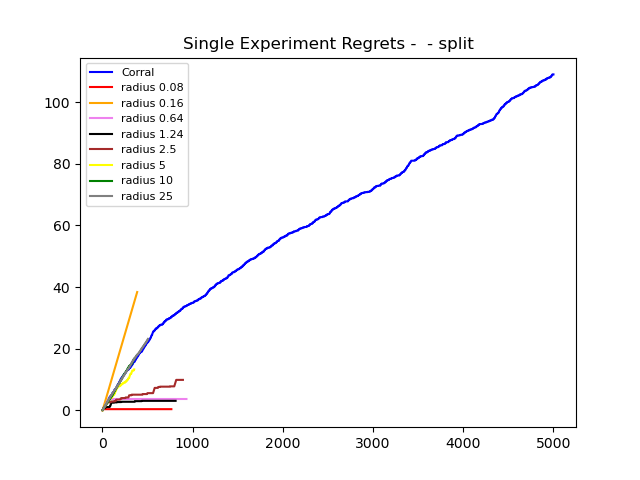 Single Experiment Regrets -  - split
Corral
radius 0.08
radius 0.16
radius 0.64
radius 1.24
radius 2.5
radius 5
radius 10
radius 25
100
80
60
40
20
0
0 1000 2000 3000 4000 5000